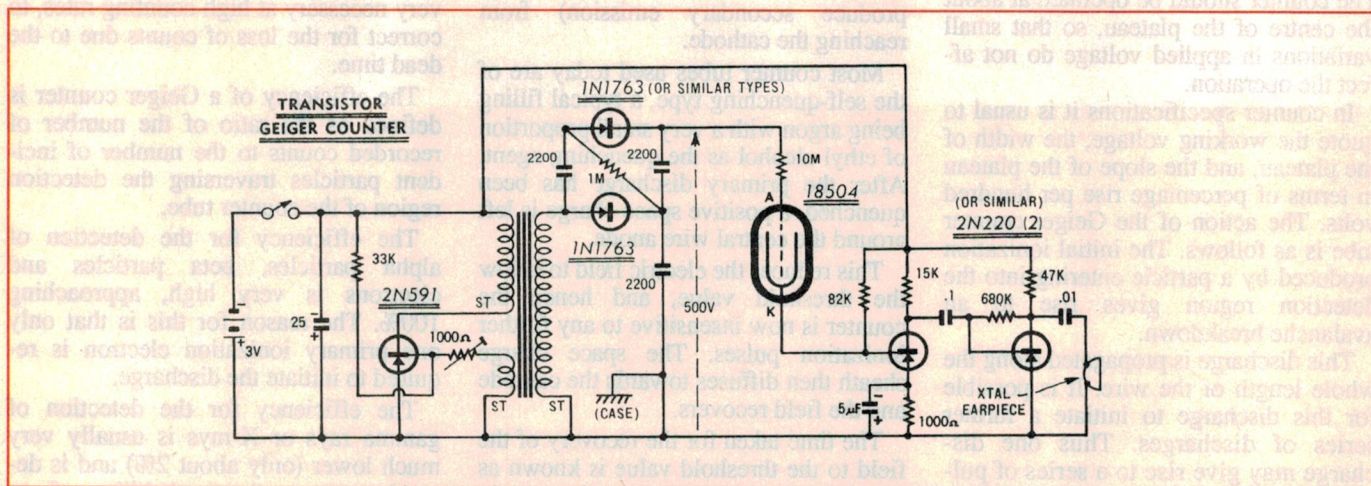 TRANSISTOR
GEIGER COUNTER
1N1763 (OR SIMILAR TYPES)
2200
2200
1M
1N1763
2200
500V
(CASE)
33K
2N591
25
+
+
3V
1000Ω
ST
ST
ST
10M
A
18504
K
(OR SIMILAR)
2N220 (2)
82K
15K
.1
680K
47K
.01
5µF
1000Ω
XTAL
EARPIECE
the centre of the plateau, so that small
variations in applied voltage do not af-
ect the operation.
In counter specifications it is usual to
quote the working voltage, the width of
the plateau, and the slope of the plateau
in terms of percentage rise per hundred
volts. The action of the Geiger counter
tube is as follows. The initial ionization
produced by a particle entering into the
detection region gives
avalanche breakdown.
This discharge is propagated along the
whole length of the wire. It is possible
for this discharge to initiate a further
series of discharges. Thus one dis-
charge may give rise to a series of pul-
produce secondary emission) from
reaching the cathode.
Most counter tubes used today are of
the self-quenching type, filling
being argon with a very small proportion
of ethyl alcohol as the quenching agent.
After the primary discharge has been
quenched, a positive space charge is left
around the central wire anode.
This reduces the electric field to below
the threshold value, and hence the
counter is now insensitive to any further
ionization pulses. The space charge
sheath then diffuses towards the cathode
and the field recovers.
The time taken for the recovery of the
field to the threshold value is known as
very necessary at high counting rates, to
correct for the loss of counts due to the
dead time.
The efficiency of a Geiger counter is
defined ratio of the number of
recorded counts to the number of inci-
dent particles traversing the detection
region of the counter tube.
The efficiency for the detection of
alpha particles, beta particles and
is very high, approaching
100%. The reason for this is that only
one primary ionization electron is re-
quired to initiate the discharge.
The efficiency for the detection of
gamma rays or X-rays is usually very
much lower (only about 2%) and is de-